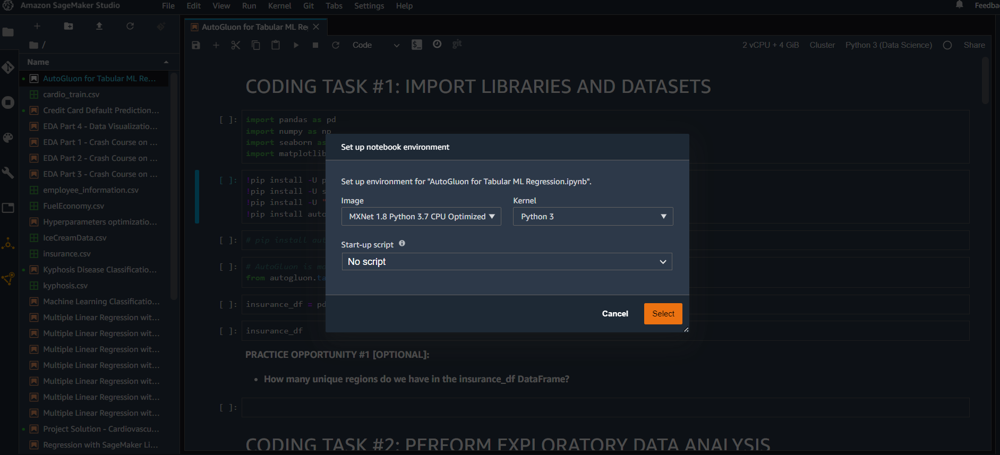 Amazon SageMaker Studio
File Edit View Run Kernel Git Tabs Settings Help
/
Name
AutoGluon for Tabular ML Re...
cardio_train.csv
Credit Card Default Prediction...
EDA Part 4 - Data Visualizatio...
EDA Part 1 - Crash Course on ...
EDA Part 2 - Crash Course on ...
EDA Part 3 - Crash Course on ...
employee_information.csv
FuelEconomy.csv
Hyperparameters optimizatio...
IceCreamData.csv
insurance.csv
Kyphosis Disease Classificatio...
kyphosis.csv
Machine Learning Classificatio...
Multiple Linear Regression wit...
Multiple Linear Regression wit...
Multiple Linear Regression wit...
Multiple Linear Regression wit...
Multiple Linear Regression wit...
Multiple Linear Regression wit...
Multiple Linear Regression wit...
Project Solution - Cardiovascu...
Regression with SageMaker Li...
AutoGluon for Tabular ML Re
Code
git
2 vCPU + 4 GiB Cluster Python 3 (Data Science) Share
CODING TASK #1: IMPORT LIBRARIES AND DATASETS
[ ]: import pandas as pd
import numpy as np
import seaborn as
import matplotlib
[ ]: !pip install -U p
!pip install -U s
!pip install -U "
!pip install auto
[ ]: # pip install
[ ]: # AutoGluon is
from autogluon.ta
[ ]: insurance_df = pd
[ ]: insurance_df
PRACTICE OPPORTUNITY #1 [OPTIONAL]:
• How many unique regions do we have in the insurance_df DataFrame?
[ ]:
CODING TASK #2: PERFORM EXPLORATORY DATA ANALYSIS
Set up notebook environment
Set up environment for "AutoGluon for Tabular ML Regression.ipynb".
Image Kernel
MXNet 1.8 Python 3.7 CPU Optimized Python 3
Start-up script
No script
Cancel Select